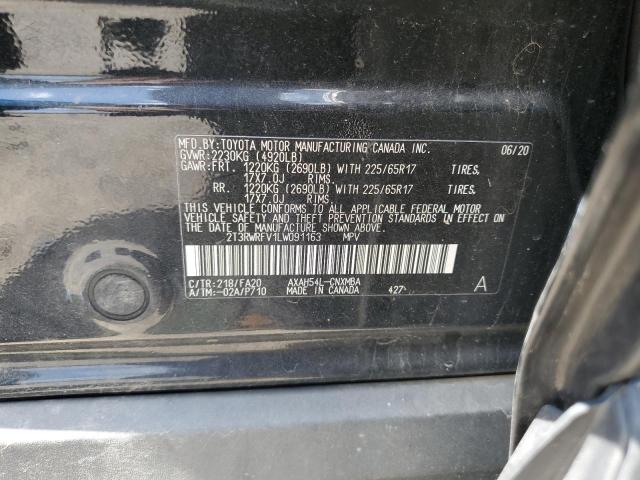 MFD.BY:TOYOTA MOTOR MANUFACTURING CANADA INC. 06/20
GVWR:2230KG (4920LB)
GAWR:FRT. 1220KG (2690LB) WITH 225/65R17 TIRES,
17X7.0J RIMS.
RR. 1220KG (2690LB) WITH 225/65R17 TIRES,
17X7.0J RIMS.
THIS VEHICLE CONFORMS TO ALL APPLICABLE FEDERAL MOTOR
VEHICLE SAFETY AND THEFT PREVENTION STANDARDS IN EFFECT
ON THE DATE OF MANUFACTURE SHOWN ABOVE.
2T3RWRFV1LW091163 MPV
C/TR:218/FA20 AXAH54L-CNXMBA
A/TM:-02A/P710 MADE IN CANADA 427
A